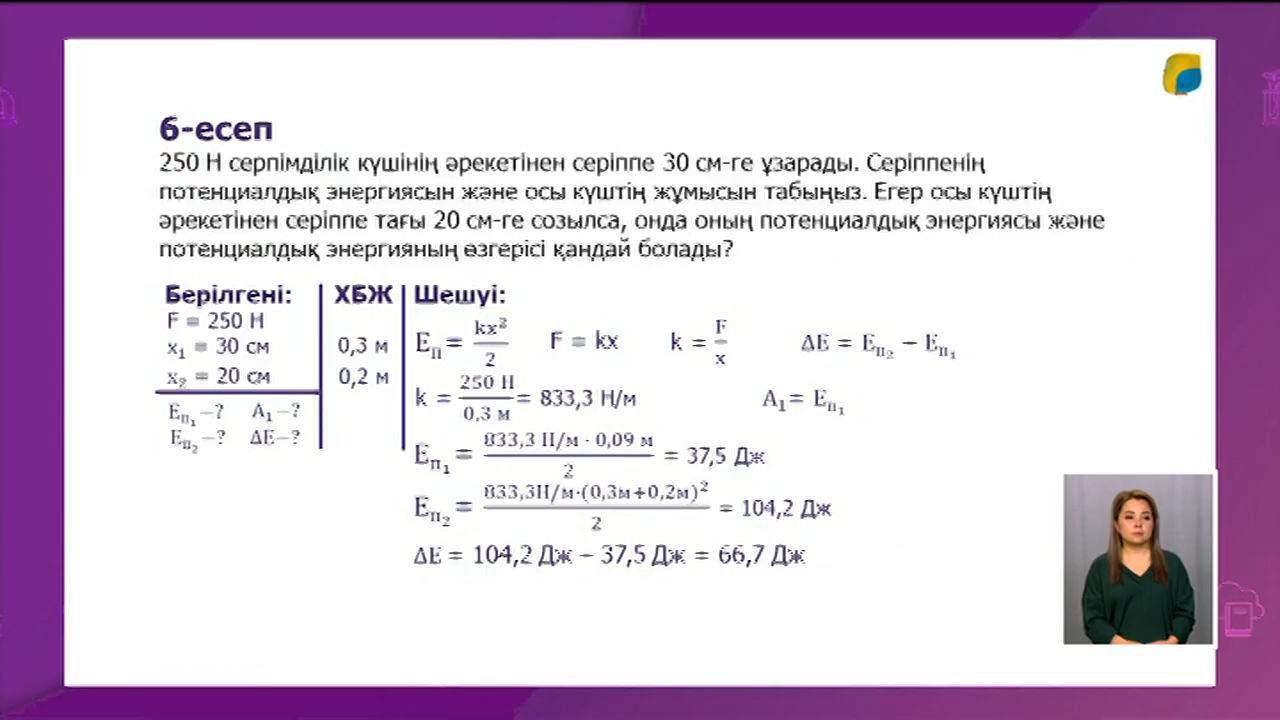 6-есеп
250 Н серпімділік күшінің әрекетінен серіппе 30 см-ге ұзарады. Серіппенің
потенциалдық энергиясын және осы күштің жұмысын табыңыз. Егер осы күштің
әрекетінен серіппе тағы 20 см-ге созылса, онда оның потенциалдық энергиясы және
потенциалдық энергияның өзгерісі қандай болады?
Берілгені: ХБЖ Шешуі:
F = 250 Н
x₁ = 30 см 0,3 м
x₂ = 20 см 0,2 м
Eп₁ –? A₁ –?
Eп₂ –? ΔE–?
Eп = kx²/2 F = kx k = F/x ΔE = Eп₂ − Eп₁
k = 250 Н/0,3 м = 833,3 Н/м A₁ = Eп₁
Eп₁ = 833,3 Н/м · 0,09 м/2 = 37,5 Дж
Eп₂ = 833,3Н/м·(0,3м+0,2м)²/2 = 104,2 Дж
ΔE = 104,2 Дж − 37,5 Дж = 66,7 Дж